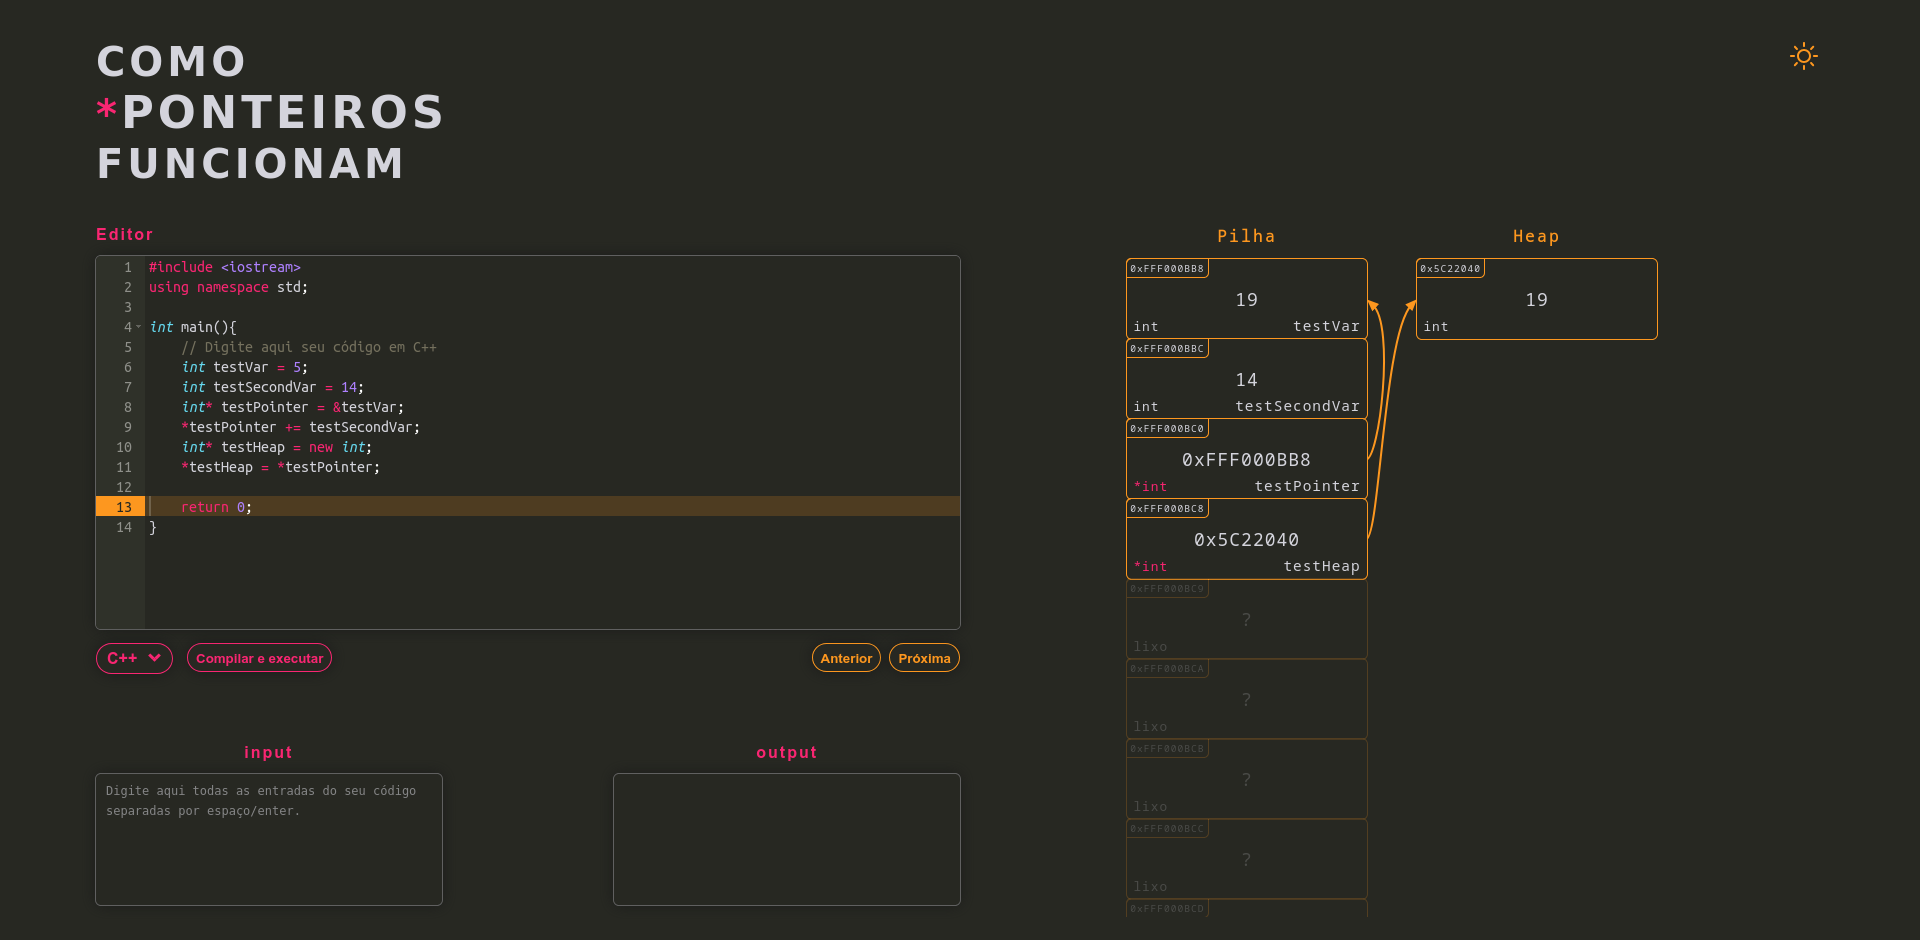 COMO
*PONTEIROS
FUNCIONAM
Editor
1 #include <iostream>
2 using namespace std;
3
4 int main(){
5 // Digite aqui seu código em C++
6 int testVar = 5;
7 int testSecondVar = 14;
8 int* testPointer = &testVar;
9 *testPointer += testSecondVar;
10 int* testHeap = new int;
11 *testHeap = *testPointer;
12
13 return 0;
14 }
C++
Compilar e executar
Anterior
Próxima
input
Digite aqui todas as entradas do seu código
separadas por espaço/enter.
output
Pilha
0xFFF000BB8
19
int testVar
0xFFF000BBC
14
int testSecondVar
0xFFF000BC0
0xFFF000BB8
*int testPointer
0xFFF000BC8
0x5C22040
*int testHeap
0xFFF000BC9
?
lixo
0xFFF000BCA
?
lixo
0xFFF000BCB
?
lixo
0xFFF000BCC
?
lixo
0xFFF000BCD
Heap
0x5C22040
19
int